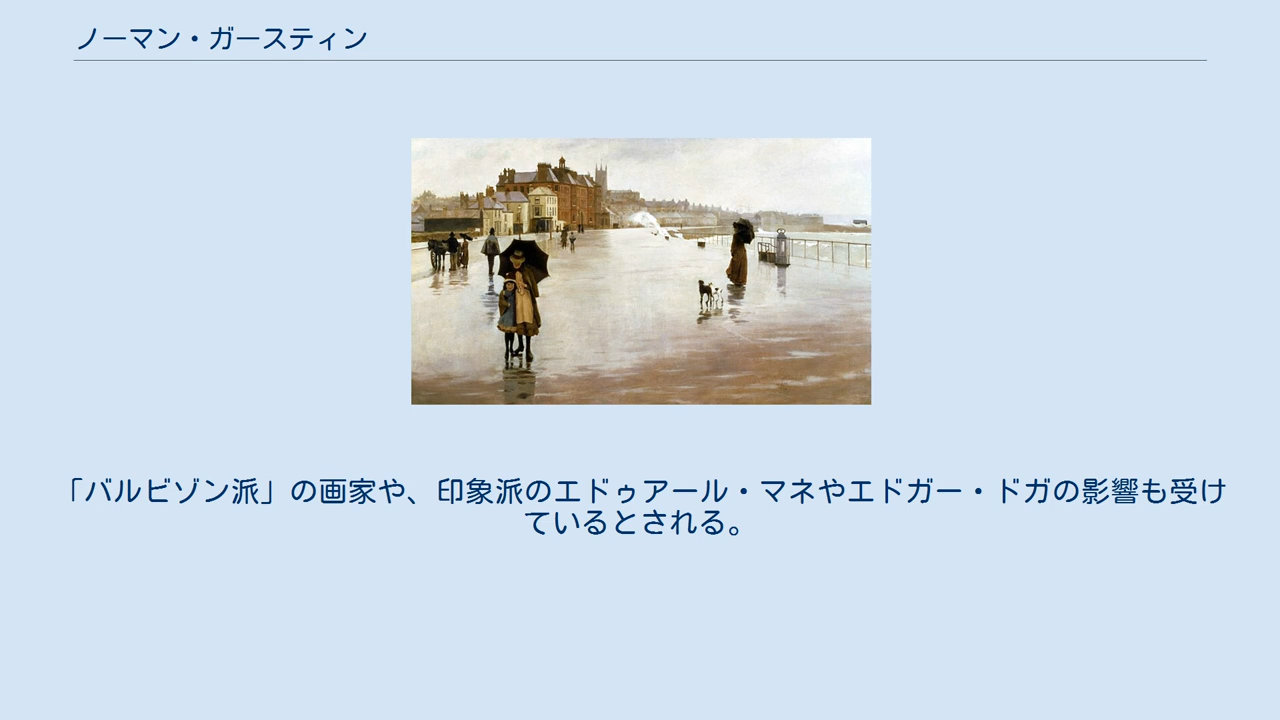 ノーマン・ガースティン
「バルビゾン派」の画家や、印象派のエドゥアール・マネやエドガー・ドガの影響も受け
ているとされる。